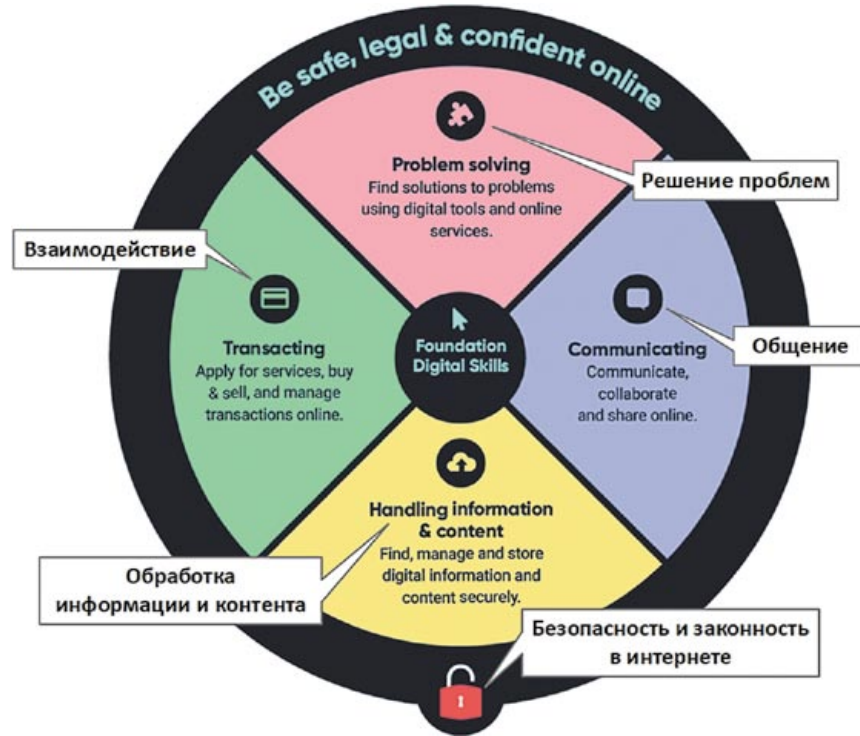 Be safe, legal & confident online
Problem solving
Find solutions to problems
using digital tools and online
services.
Решение проблем
Взаимодействие
Transacting
Apply for services, buy
& sell, and manage
transactions online.
Foundation
Digital Skills
Communicating
Communicate,
collaborate
and share online.
Общение
Handling information
& content
Find, manage and store
digital information and
content securely.
Обработка
информации и контента
Безопасность и законность
в интернете